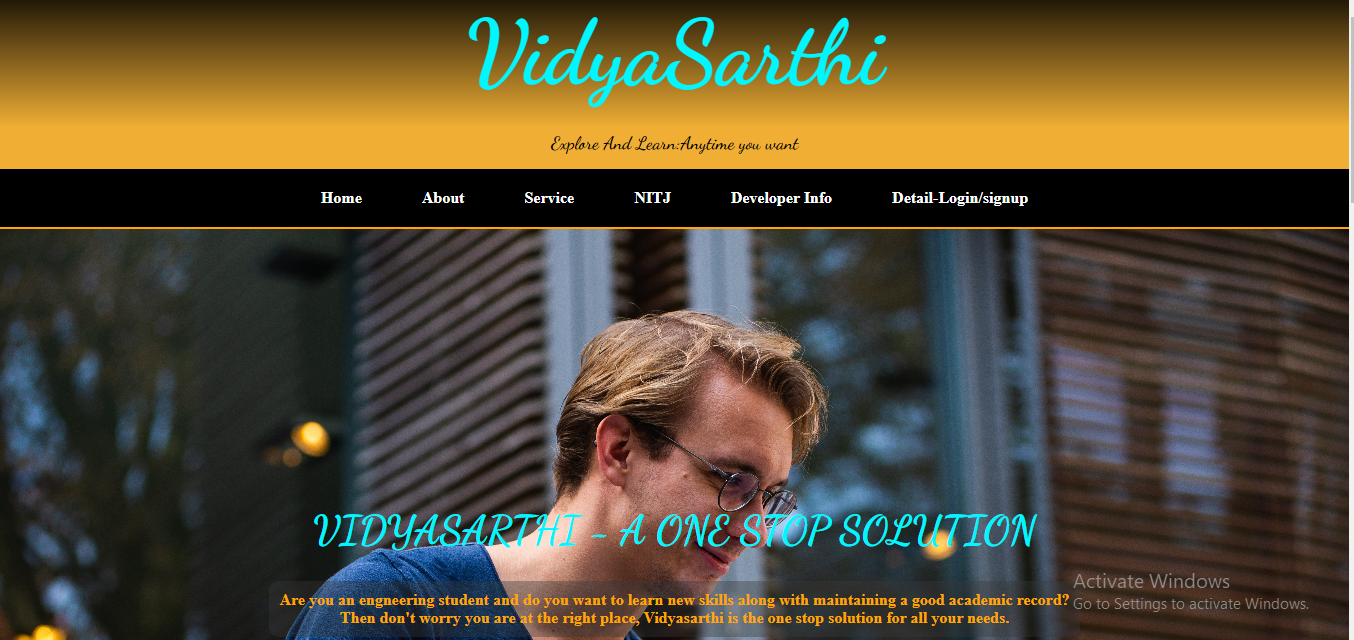 VidyaSarthi
Explore And Learn:Anytime you want
Home About Service NITJ Developer Info Detail-Login/signup
VIDYASARTHI - A ONE STOP SOLUTION
Are you an engneering student and do you want to learn new skills along with maintaining a good academic record?
Then don't worry you are at the right place, Vidyasarthi is the one stop solution for all your needs.
Activate Windows
Go to Settings to activate Windows.